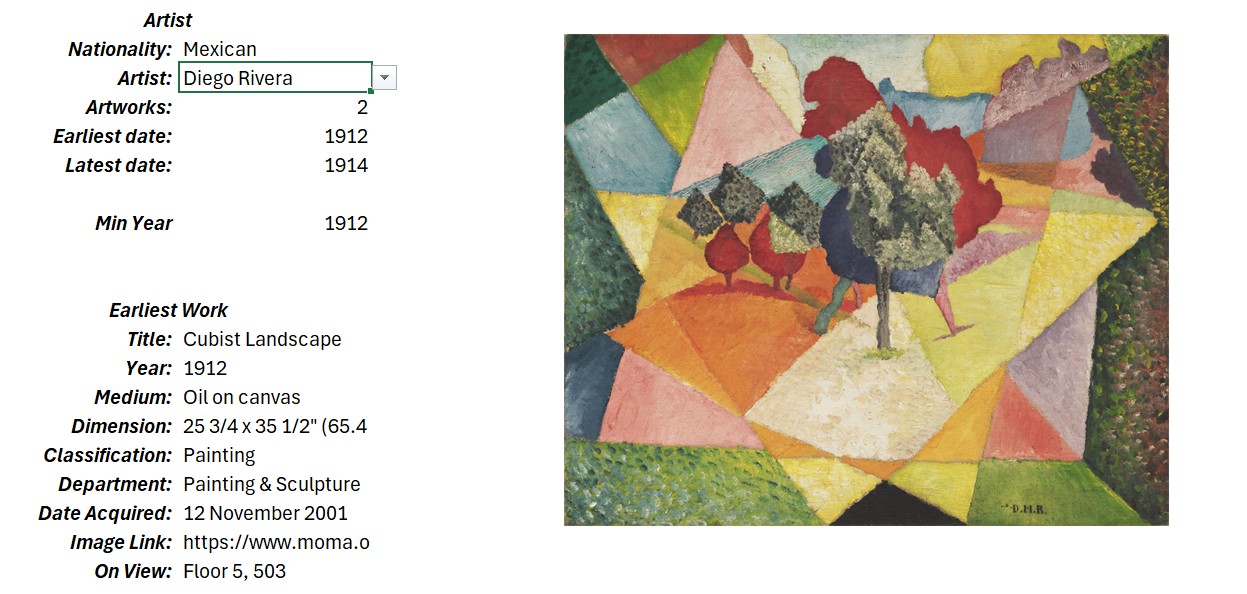 Artist
Nationality: Mexican
Artist: Diego Rivera
Artworks: 2
Earliest date: 1912
Latest date: 1914
Min Year 1912
Earliest Work
Title: Cubist Landscape
Year: 1912
Medium: Oil on canvas
Dimension: 25 3/4 x 35 1/2" (65.4
Classification: Painting
Department: Painting & Sculpture
Date Acquired: 12 November 2001
Image Link: https://www.moma.o
On View: Floor 5, 503
D.M.R.